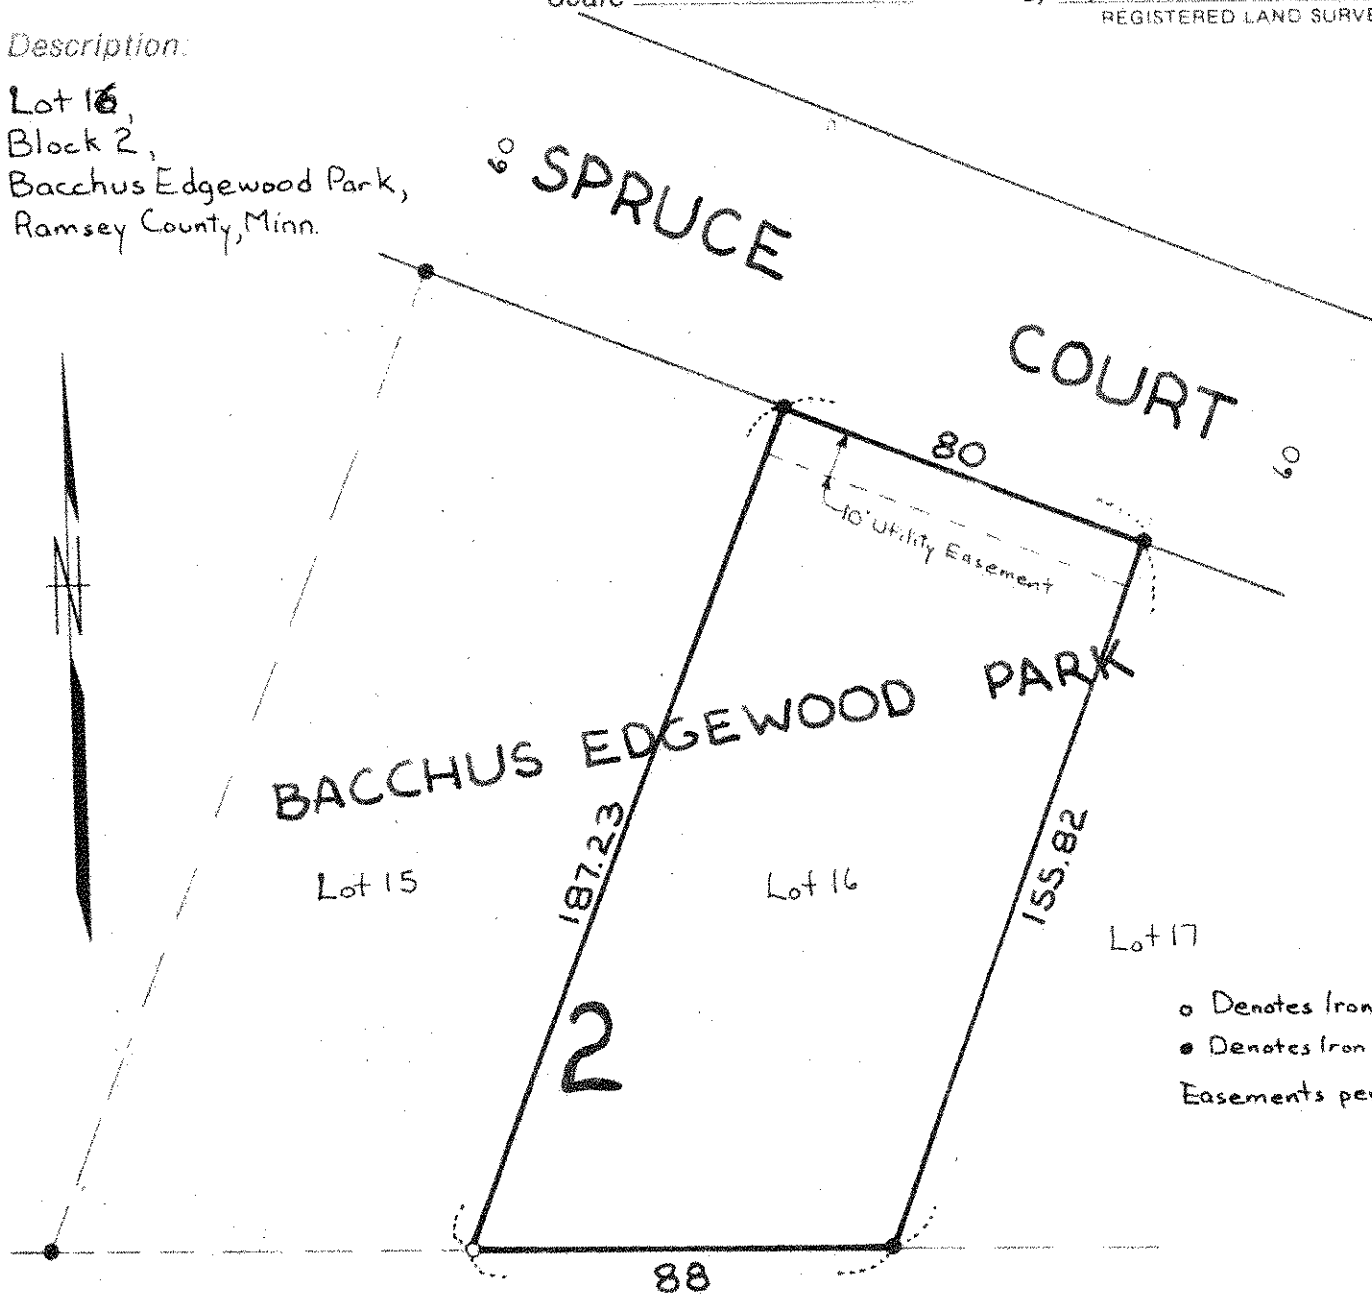 REGISTERED LAND SURVE
Description:
Lot 16,
Block 2,
Bacchus Edgewood Park,
Ramsey County, Minn.
60
SPRUCE
COURT
60
80
10' Utility Easement
N
BACCHUS EDGEWOOD PARK
187.23
155.82
Lot 15
Lot 16
Lot 17
2
o Denotes Iron
● Denotes Iron
Easements per
88